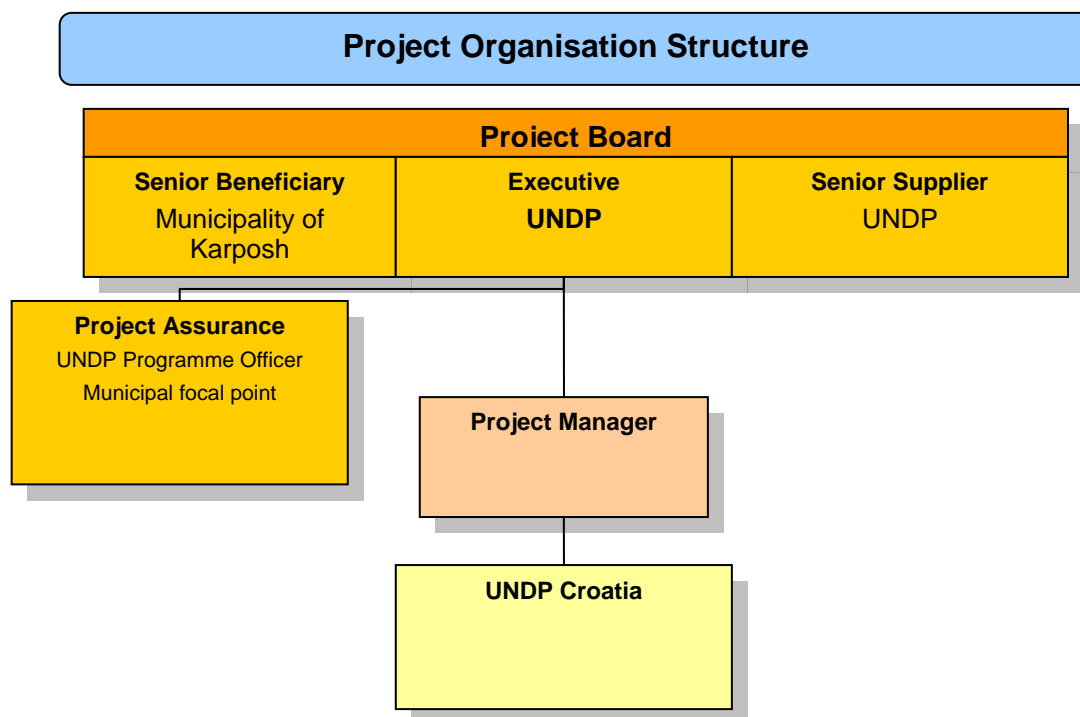 Project Organisation Structure
Project Board
Senior Beneficiary
Municipality of
Karposh
Executive
UNDP
Senior Supplier
UNDP
Project Assurance
UNDP Programme Officer
Municipal focal point
Project Manager
UNDP Croatia